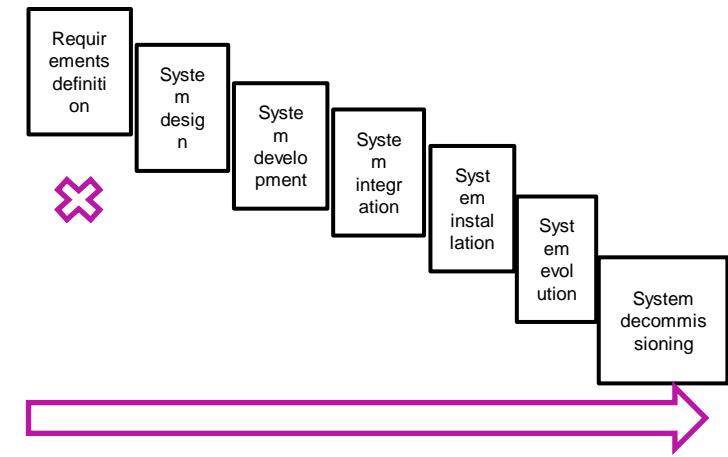 Requir
ements
definiti
on
Syste
m
desig
n
Syste
m
develo
pment
Syste
m
integr
ation
Syst
em
instal
lation
Syst
em
evol
ution
System
decommis
sioning